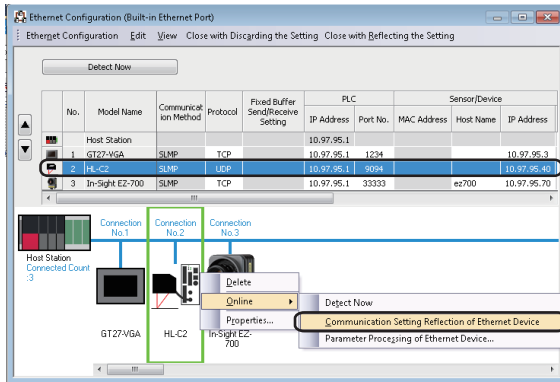 Ethernet Configuration (Built-in Ethernet Port)
Ethernet Configuration Edit View Close with Discarding the Setting Close with Reflecting the Setting
Detect Now
No. Model Name Communicat ion Method Protocol Fixed Buffer Send/Receive Setting PLC Sensor/Device
IP Address Port No. MAC Address Host Name IP Address
Host Station 10.97.95.1
1 GT27-VGA SLMP TCP 10.97.95.1 1234 10.97.95.3
2 HL-C2 SLMP UDP 10.97.95.1 9094 10.97.95.40
3 In-Sight EZ-700 SLMP TCP 10.97.95.1 33333 ez700 10.97.95.70
Connection Connection Connection
No.1 No.2 No.3
Host Station
Connected Count
:3
Delete
Online Detect Now
Properties... Communication Setting Reflection of Ethernet Device
Parameter Processing of Ethernet Device...
GT27-VGA HL-C2 In-Sight EZ-
700